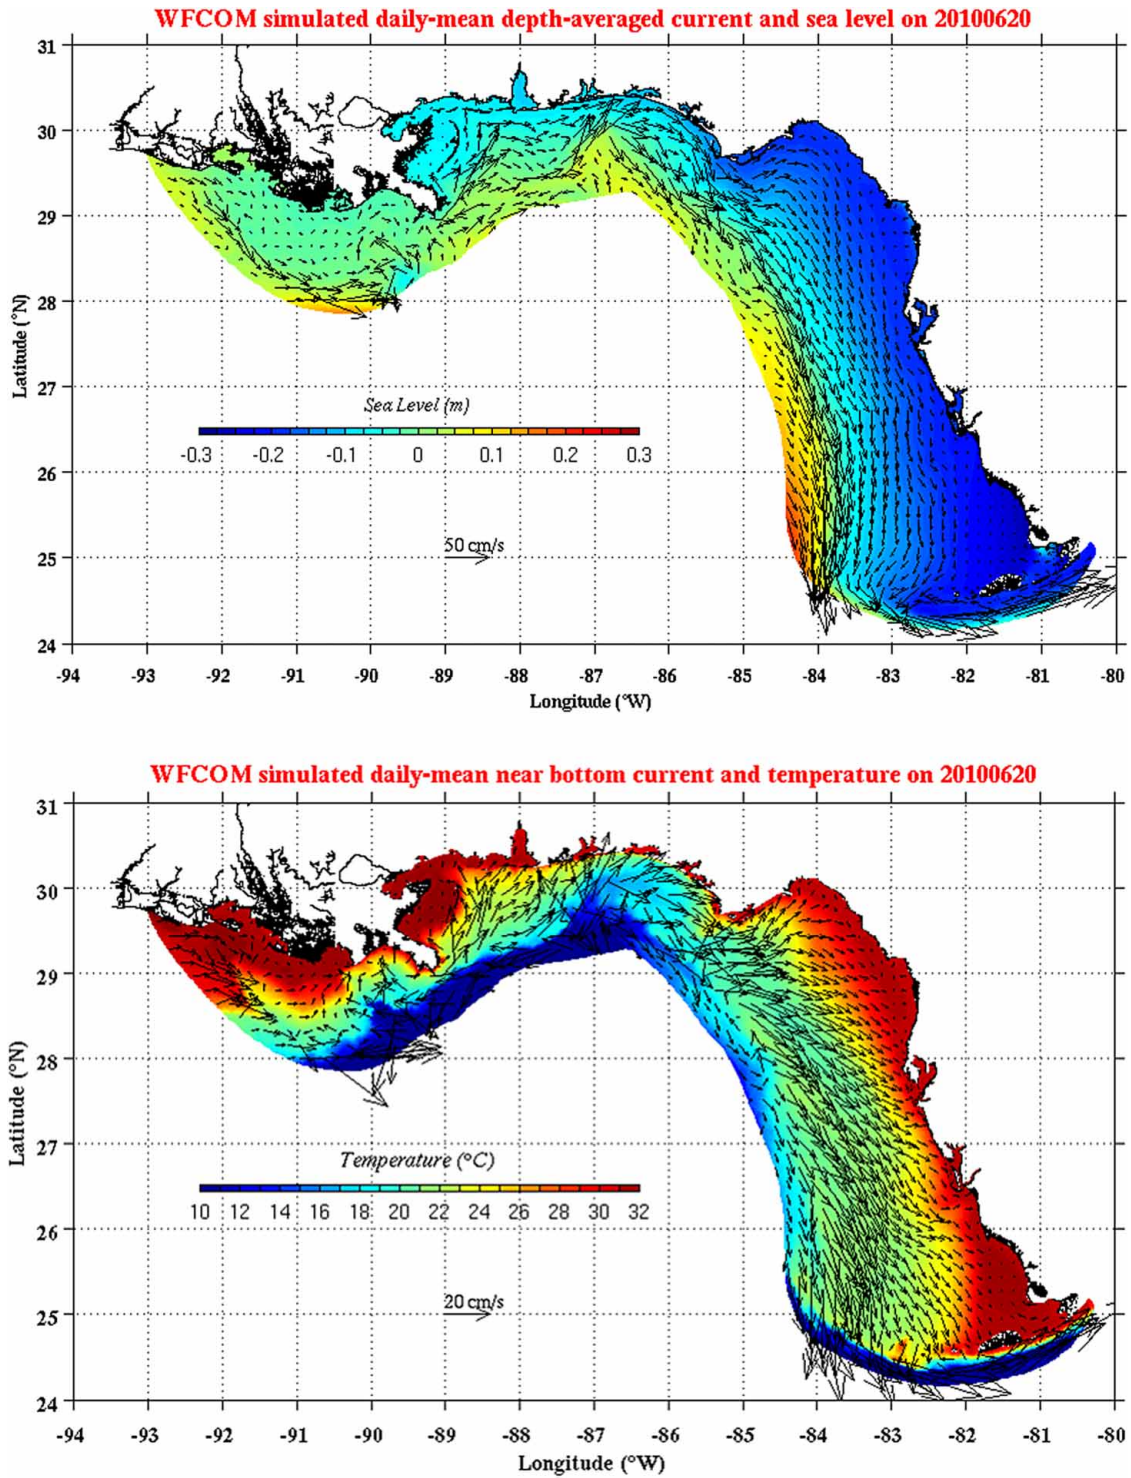 WFCOM simulated daily-mean depth-averaged current and sea level on 20100620
31
30
29
28
27
26
25
24
Latitude (°N)
Sea Level (m)
-0.3 -0.2 -0.1 0 0.1 0.2 0.3
50 cm/s
-94 -93 -92 -91 -90 -89 -88 -87 -86 -85 -84 -83 -82 -81 -80
Longitude (°W)
WFCOM simulated daily-mean near bottom current and temperature on 20100620
31
30
29
28
27
26
25
24
Latitude (°N)
Temperature (°C)
10 12 14 16 18 20 22 24 26 28 30 32
20 cm/s
-94 -93 -92 -91 -90 -89 -88 -87 -86 -85 -84 -83 -82 -81 -80
Longitude (°W)